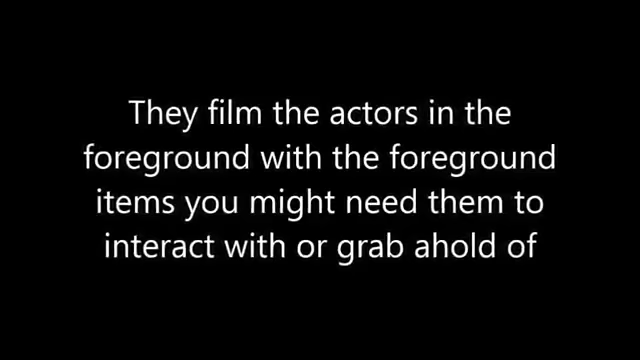 They film the actors in the
foreground with the foreground
items you might need them to
interact with or grab ahold of